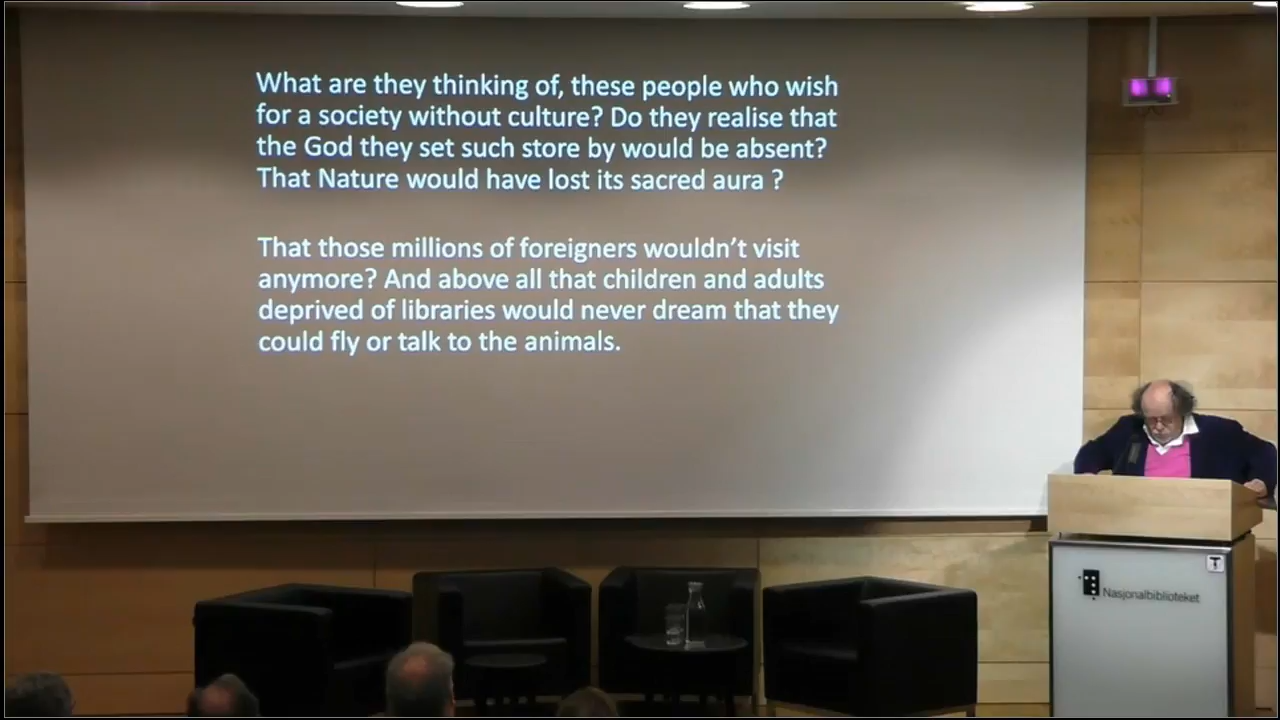 What are they thinking of, these people who wish
for a society without culture? Do they realise that
the God they set such store by would be absent?
That Nature would have lost its sacred aura ?
That those millions of foreigners wouldn't visit
anymore? And above all that children and adults
deprived of libraries would never dream that they
could fly or talk to the animals.
Nasjonalbiblioteket
T